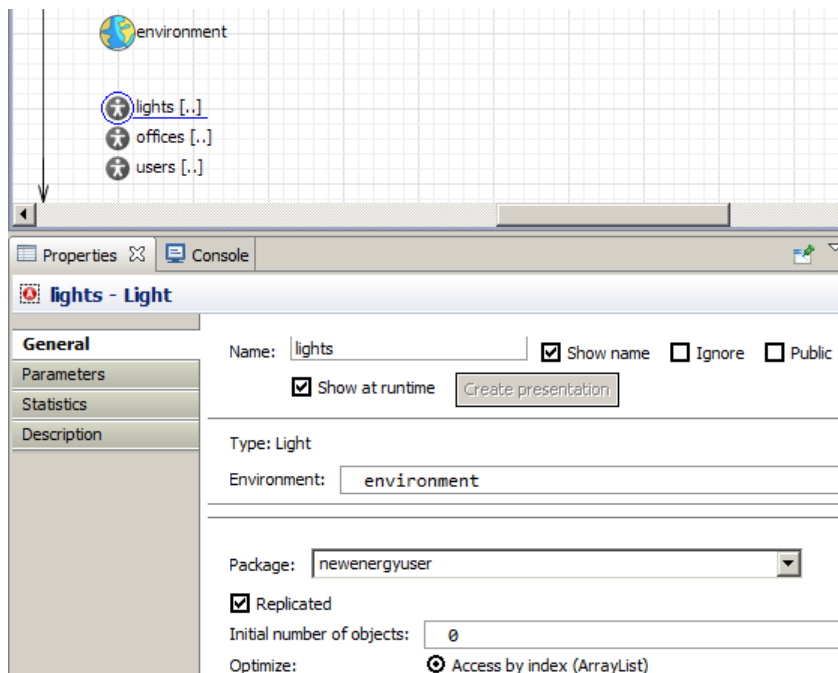 environment
lights [..]
offices [..]
users [..]
Properties Console
lights - Light
General
Parameters
Statistics
Description
Name: lights Show name Ignore Public
Show at runtime Create presentation
Type: Light
Environment: environment
Package: newenergyuser
Replicated
Initial number of objects: 0
Optimize: Access by index (ArrayList)